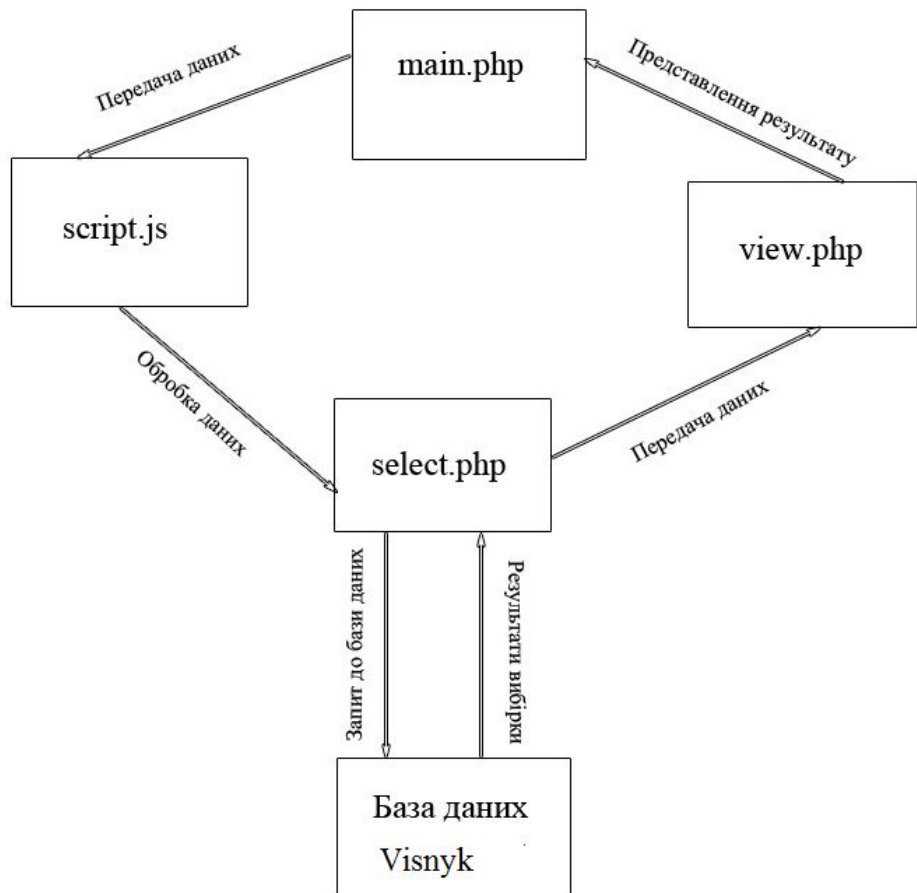 main.php
Передача даних
Представлення результату
script.js
view.php
Обробка даних
Передача даних
select.php
Запит до бази даних
Результати вибірки
База даних
Visnyk